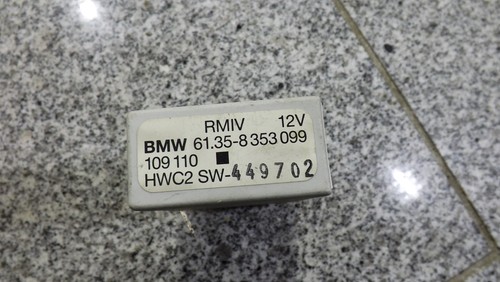 RMIV 12V
BMW 61.35-8 353 099
109 110
HWC2 SW-449702